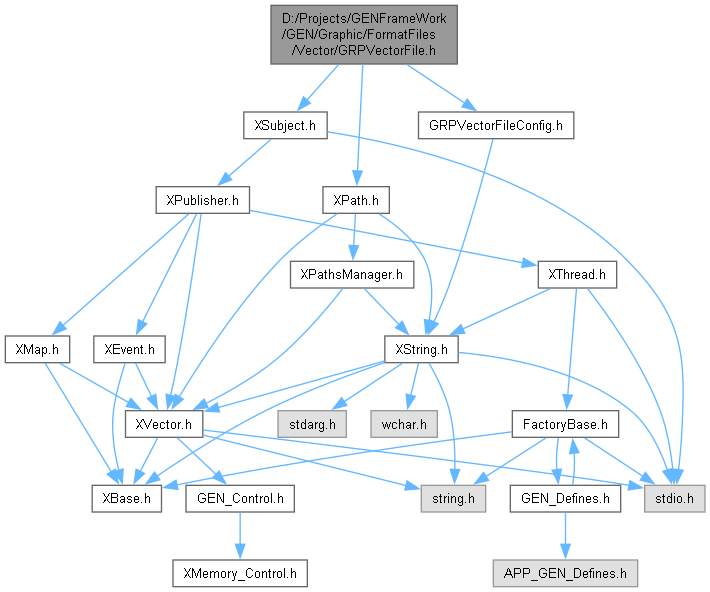 D:/Projects/GENFrameWork
/GEN/Graphic/FormatFiles
/Vector/GRPVectorFile.h
XSubject.h
GRPVectorFileConfig.h
XPublisher.h
XPath.h
XPathsManager.h
XThread.h
XMap.h
XEvent.h
XString.h
XVector.h
stdarg.h
wchar.h
FactoryBase.h
XBase.h
GEN_Control.h
string.h
GEN_Defines.h
stdio.h
XMemory_Control.h
APP_GEN_Defines.h